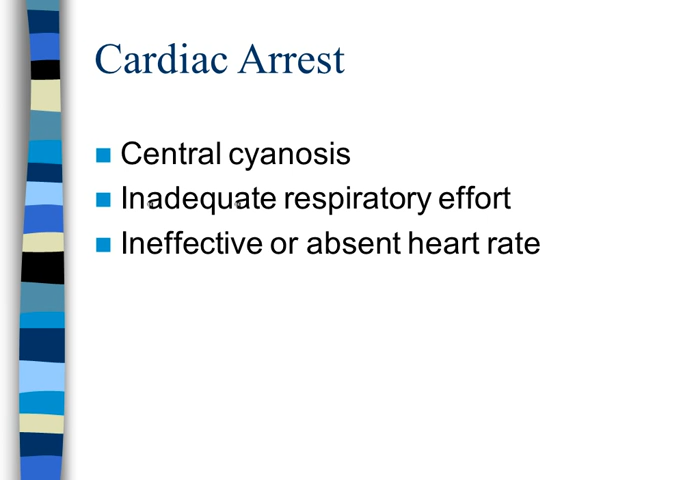 Cardiac Arrest
Central cyanosis
Inadequate respiratory effort
Ineffective or absent heart rate